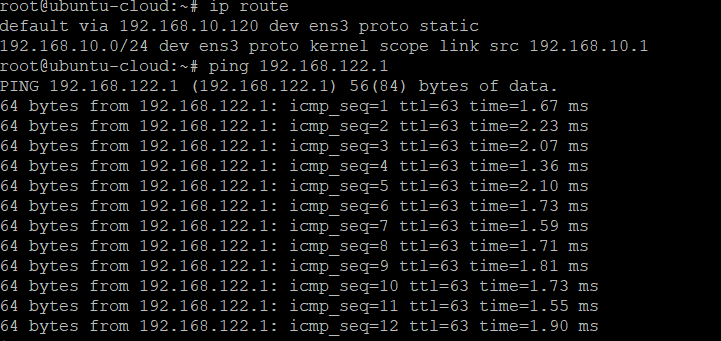 root@ubuntu-cloud:~# ip route
default via 192.168.10.120 dev ens3 proto static
192.168.10.0/24 dev ens3 proto kernel scope link src 192.168.10.1
root@ubuntu-cloud:~# ping 192.168.122.1
PING 192.168.122.1 (192.168.122.1) 56(84) bytes of data.
64 bytes from 192.168.122.1: icmp_seq=1 ttl=63 time=1.67 ms
64 bytes from 192.168.122.1: icmp_seq=2 ttl=63 time=2.23 ms
64 bytes from 192.168.122.1: icmp_seq=3 ttl=63 time=2.07 ms
64 bytes from 192.168.122.1: icmp_seq=4 ttl=63 time=1.36 ms
64 bytes from 192.168.122.1: icmp_seq=5 ttl=63 time=2.10 ms
64 bytes from 192.168.122.1: icmp_seq=6 ttl=63 time=1.73 ms
64 bytes from 192.168.122.1: icmp_seq=7 ttl=63 time=1.59 ms
64 bytes from 192.168.122.1: icmp_seq=8 ttl=63 time=1.71 ms
64 bytes from 192.168.122.1: icmp_seq=9 ttl=63 time=1.81 ms
64 bytes from 192.168.122.1: icmp_seq=10 ttl=63 time=1.73 ms
64 bytes from 192.168.122.1: icmp_seq=11 ttl=63 time=1.55 ms
64 bytes from 192.168.122.1: icmp_seq=12 ttl=63 time=1.90 ms